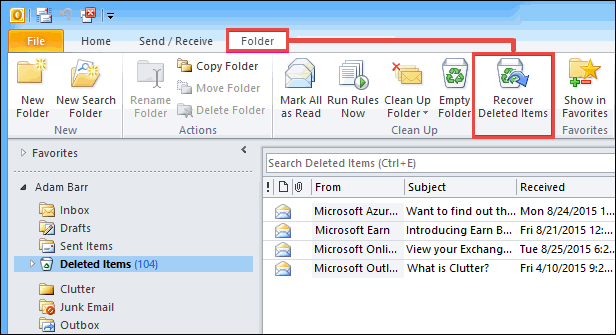 File Home Send / Receive Folder
Copy Folder
Move Folder
Delete Folder
New Folder
New Search Folder
Rename Folder
Mark All as Read
Run Rules Now
Clean Up Folder
Empty Folder
Recover Deleted Items
Show in Favorites
New Actions Clean Up Favorites
Favorites
Search Deleted Items (Ctrl+E)
! From Subject Received
Adam Barr
Inbox
Drafts
Sent Items
Deleted Items (104)
Clutter
Junk Email
Outbox
Microsoft Azur... Want to find out th... Mon 8/24/2015 1...
Microsoft Earn Introducing Earn B... Fri 8/21/2015 12:...
Microsoft Onli... View your Exchang... Tue 8/25/2015 6:2...
Microsoft Outl... What is Clutter? Fri 4/10/2015 9:2...